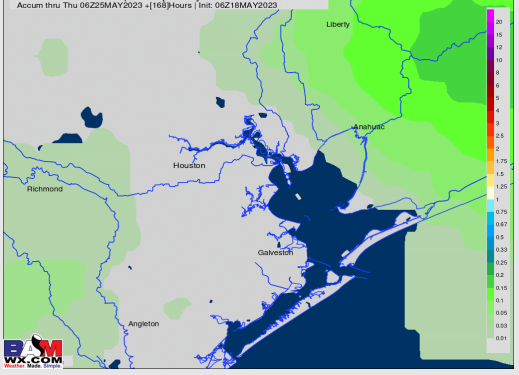 Accum thru Thu 06Z25MAY2023 +[168]Hours | Init: 06Z18MAY2023
Liberty
Anahuac
Houston
Richmond
Galveston
Angleton
20
15
12
10
8
6
5
4
3
2.5
2
1.75
1.5
1.25
1
0.75
0.67
0.5
0.33
0.25
0.2
0.15
0.1
0.05
0.03
0.01
BAM
WX.COM
Weather. Made. Simple.